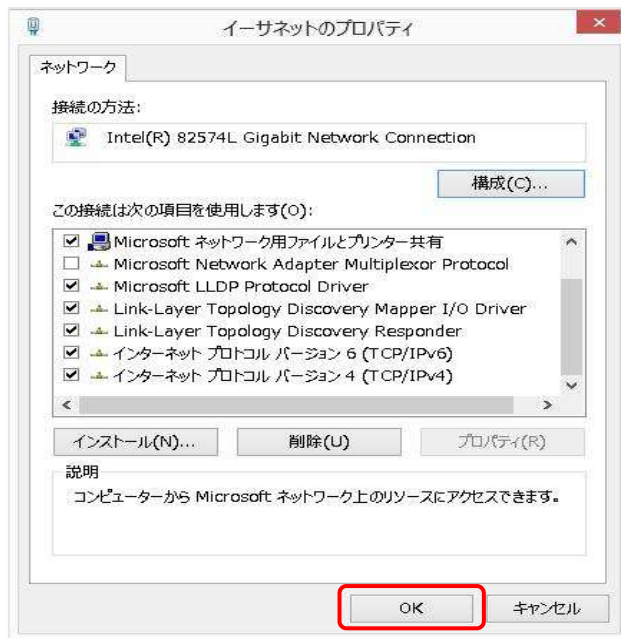 イーサネットのプロパティ
ネットワーク
接続の方法:
Intel(R) 82574L Gigabit Network Connection
構成(C)...
この接続は次の項目を使用します(O):
Microsoft ネットワーク用ファイルとプリンター共有
Microsoft Network Adapter Multiplexor Protocol
Microsoft LLDP Protocol Driver
Link-Layer Topology Discovery Mapper I/O Driver
Link-Layer Topology Discovery Responder
インターネット プロトコル バージョン 6 (TCP/IPv6)
インターネット プロトコル バージョン 4 (TCP/IPv4)
インストール(N)... 削除(U) プロパティ(R)
説明
コンピューターから Microsoft ネットワーク上のリソースにアクセスできます。
OK キャンセル